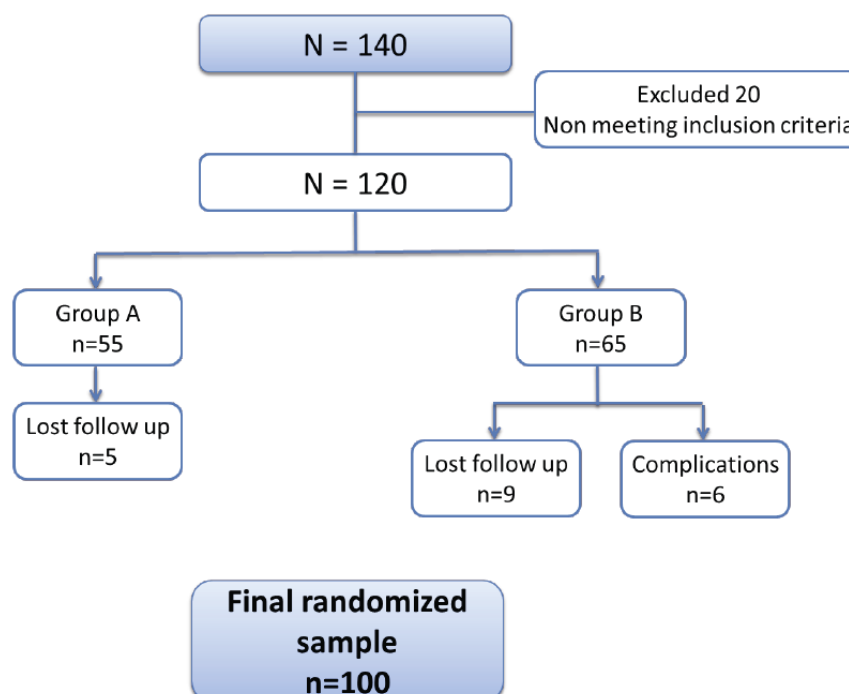 N = 140
Excluded 20
Non meeting inclusion criteria
N = 120
Group A
n=55
Group B
n=65
Lost follow up
n=5
Lost follow up
n=9
Complications
n=6
Final randomized
sample
n=100